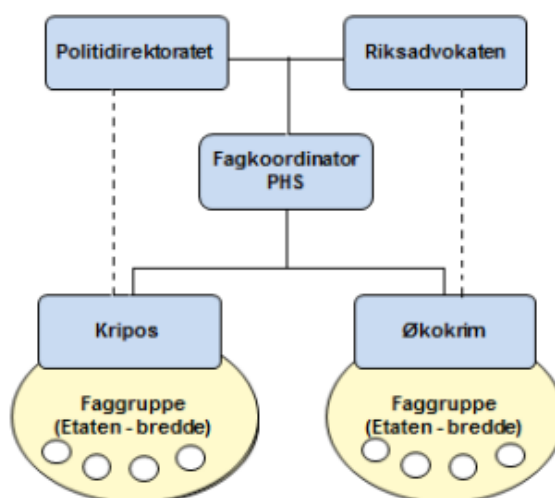 Politidirektoratet
Riksadvokaten
Fagkoordinator
PHS
Kripos
Økokrim
Faggruppe
(Etaten - bredde)
Faggruppe
(Etaten - bredde)